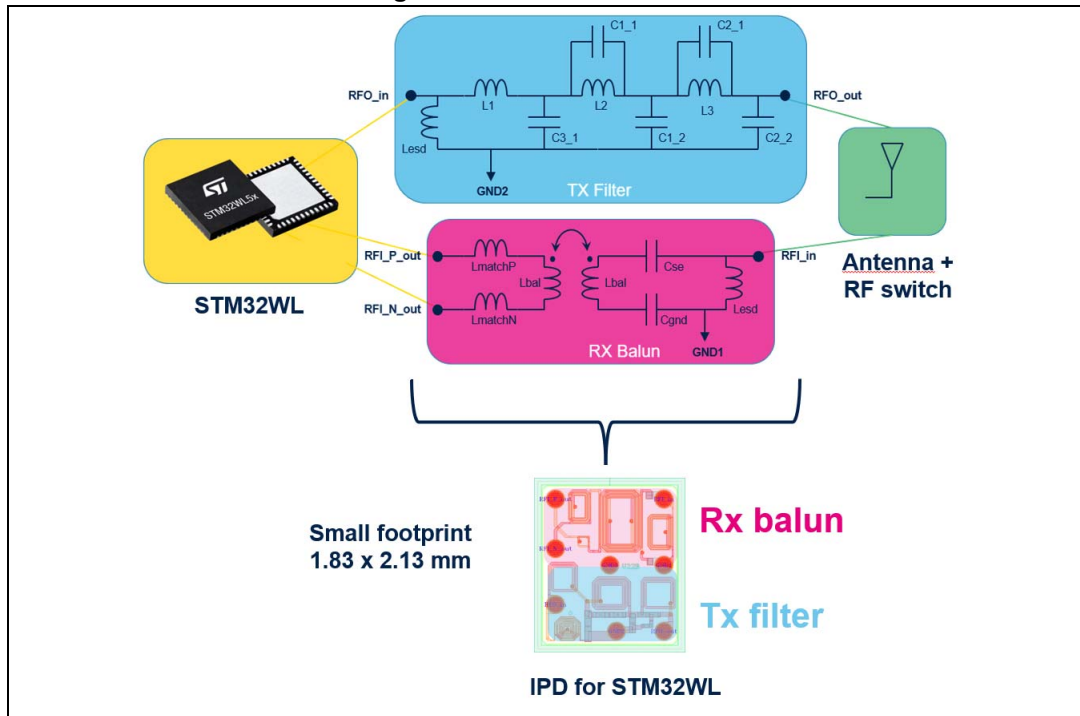 C1_1
C2_1
RFO_in
L1
L2
L3
RFO_out
Lesd
C3_1
C1_2
C2_2
GND2
TX Filter
ST
STM32WL5x
STM32WL
RFI_P_out
LmatchP
Lbal
Lbal
Cse
RFI_in
RFI_N_out
LmatchN
Cgnd
Lesd
GND1
RX Balun
Antenna +
RF switch
Small footprint
1.83 x 2.13 mm
Rx balun
Tx filter
IPD for STM32WL